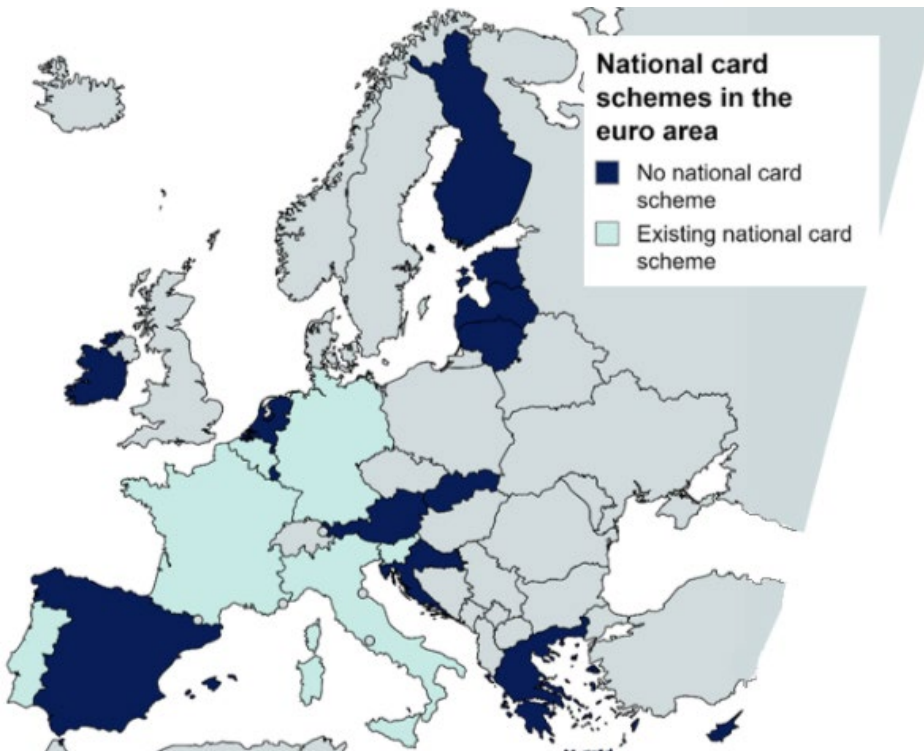 National card
schemes in the
euro area
No national card
scheme
Existing national card
scheme